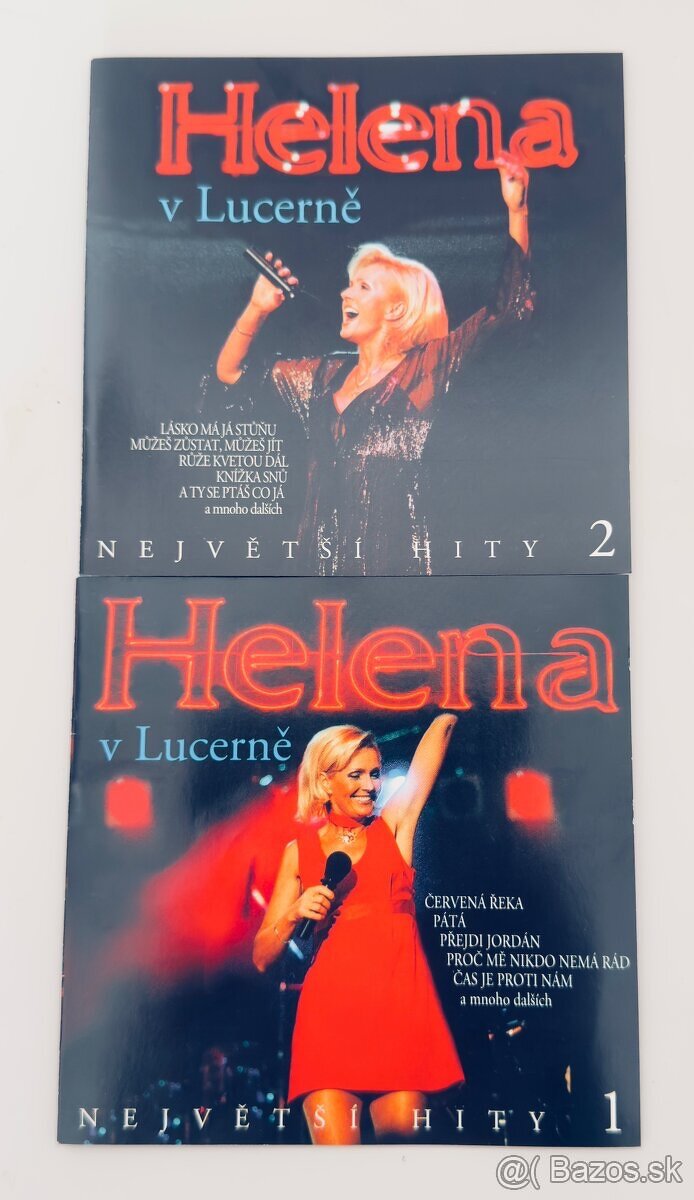 Helena
v Lucerně
LÁSKO MÁ JÁ STŮŇU
MŮŽEŠ ZŮSTAT, MŮŽEŠ JÍT
RŮŽE KVETOU DÁL
KNÍŽKA SNŮ
A TY SE PTÁŠ CO JÁ
a mnoho dalších
NEJVĚTŠÍ HITY 2
Helena
v Lucerně
ČERVENÁ ŘEKA
PÁTÁ
PŘEJDI JORDÁN
PROČ MĚ NIKDO NEMÁ RÁD
ČAS JE PROTI NÁM
a mnoho dalších
NEJVĚTŠÍ HITY 1
@( Bazos.sk